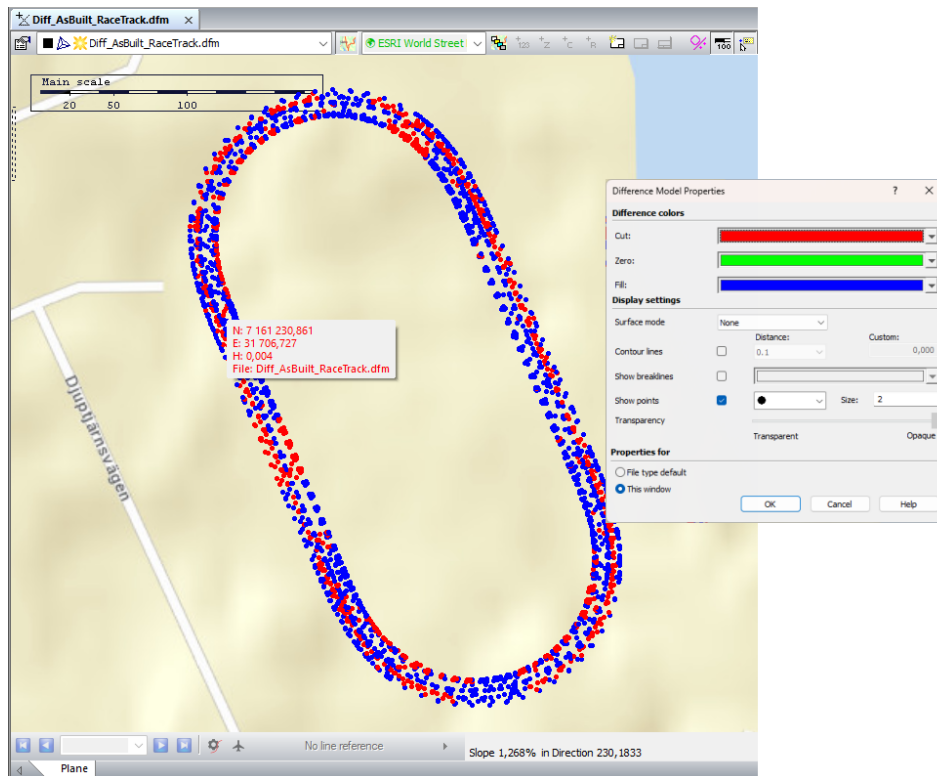 Diff_AsBuilt_RaceTrack.dfm
Diff_AsBuilt_RaceTrack.dfm
ESRI World Street
Main scale
20 50 100
Difference Model Properties
Difference colors
Cut:
Zero:
Fill:
Display settings
Surface mode None
Distance: Custom:
Contour lines 0.1 0,000
Show breaklines
Show points Size: 2
Transparency
Transparent Opaque
Properties for
File type default
This window
OK Cancel Help
N: 7 161 230,861
E: 31 706,727
H: 0,004
File: Diff_AsBuilt_RaceTrack.dfm
Djuptjärnsvägen
No line reference
Slope 1,268% in Direction 230,1833
Plane